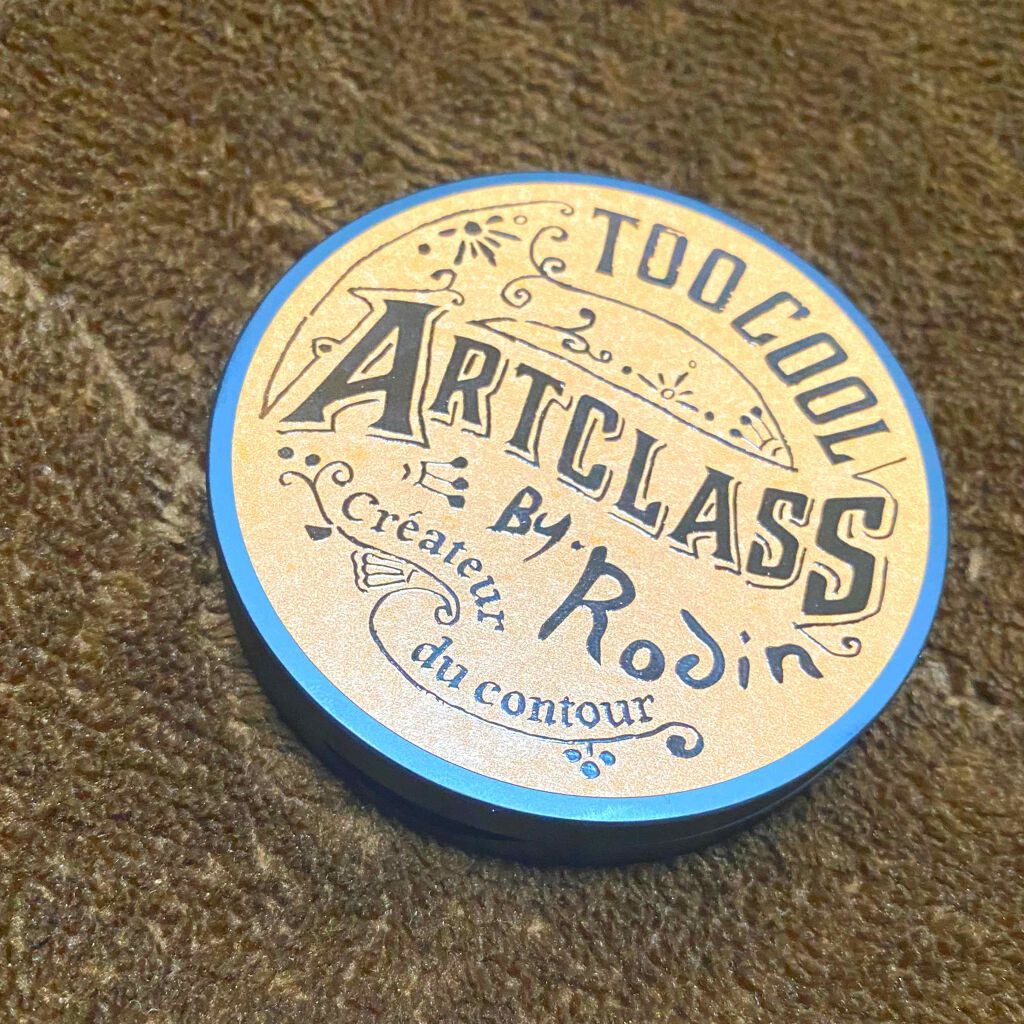 TOO COOL
ARTCLASS
By. Rodin
Créateur
du contour